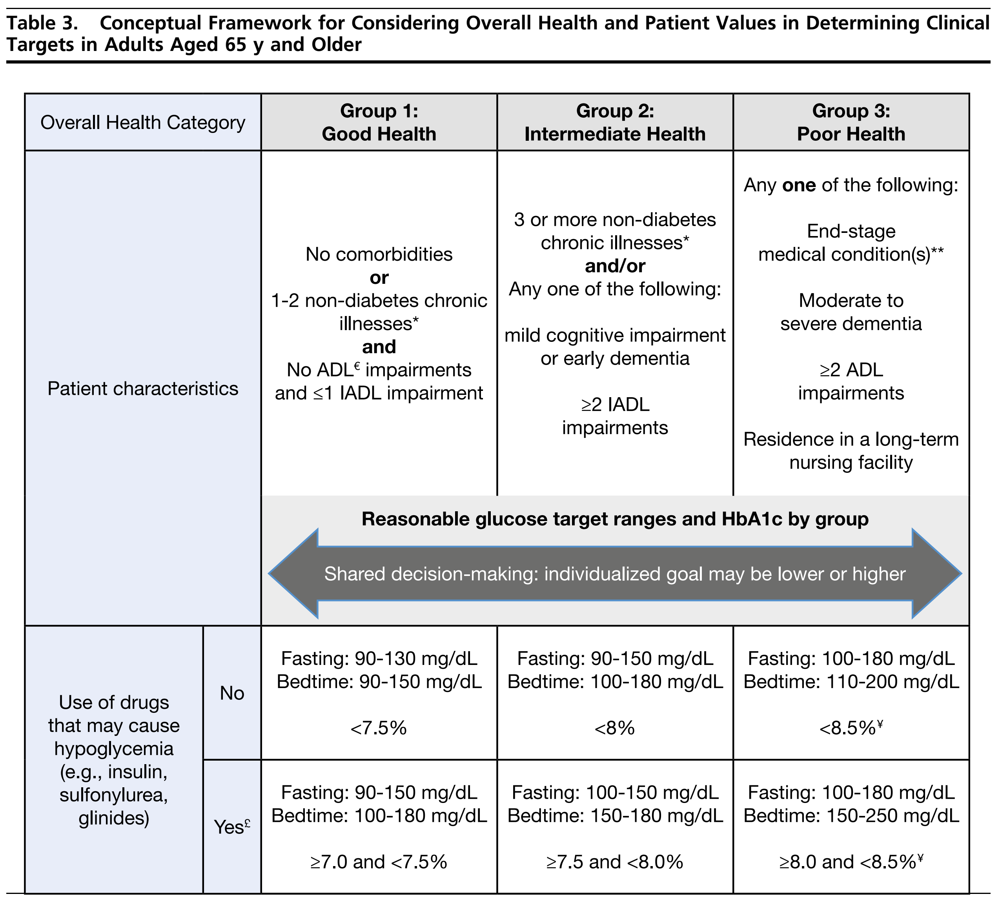 Table 3. Conceptual Framework for Considering Overall Health and Patient Values in Determining Clinical
Targets in Adults Aged 65 y and Older
Overall Health Category
Group 1:
Good Health
Group 2:
Intermediate Health
Group 3:
Poor Health
Patient characteristics
No comorbidities
or
1-2 non-diabetes chronic
illnesses*
and
No ADL€ impairments
and ≤1 IADL impairment
3 or more non-diabetes
chronic illnesses*
and/or
Any one of the following:
mild cognitive impairment
or early dementia
≥2 IADL
impairments
Any one of the following:
End-stage
medical condition(s)**
Moderate to
severe dementia
≥2 ADL
impairments
Residence in a long-term
nursing facility
Reasonable glucose target ranges and HbA1c by group
Shared decision-making: individualized goal may be lower or higher
Use of drugs
that may cause
hypoglycemia
(e.g., insulin,
sulfonylurea,
glinides)
No
Fasting: 90-130 mg/dL
Bedtime: 90-150 mg/dL
<7.5%
Fasting: 90-150 mg/dL
Bedtime: 100-180 mg/dL
<8%
Fasting: 100-180 mg/dL
Bedtime: 110-200 mg/dL
<8.5%¥
Yes£
Fasting: 90-150 mg/dL
Bedtime: 100-180 mg/dL
≥7.0 and <7.5%
Fasting: 100-150 mg/dL
Bedtime: 150-180 mg/dL
≥7.5 and <8.0%
Fasting: 100-180 mg/dL
Bedtime: 150-250 mg/dL
≥8.0 and <8.5%¥